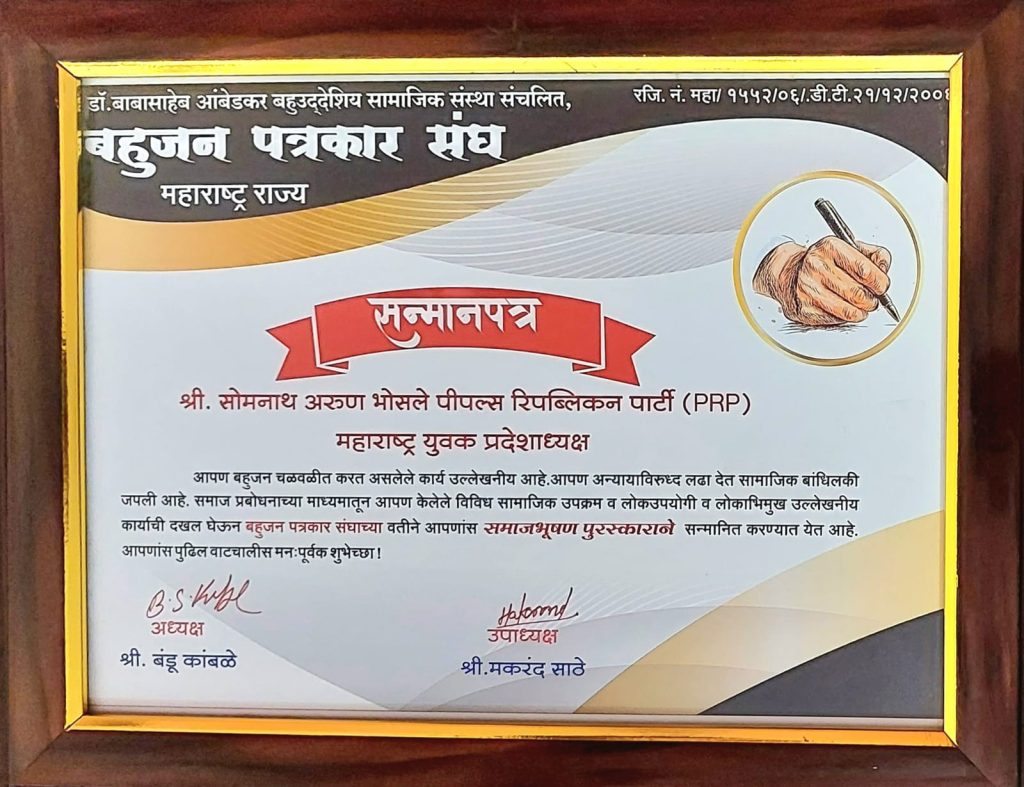 डॉ.बाबासाहेब आंबेडकर बहुउद्देशिय सामाजिक संस्था संचलित,
रजि. नं. महा/ १५५२/०६/.डी.टी.२१/१२/२००६
बहुजन पत्रकार संघ
महाराष्ट्र राज्य
सन्मानपत्र
श्री. सोमनाथ अरुण भोसले पीपल्स रिपब्लिकन पार्टी (PRP)
महाराष्ट्र युवक प्रदेशाध्यक्ष
आपण बहुजन चळवळीत करत असलेले कार्य उल्लेखनीय आहे.आपण अन्यायाविरुध्द लढा देत सामाजिक बांधिलकी
जपली आहे. समाज प्रबोधनाच्या माध्यमातून आपण केलेले विविध सामाजिक उपक्रम व लोकउपयोगी व लोकाभिमुख उल्लेखनीय
कार्याची दखल घेऊन बहुजन पत्रकार संघाच्या वतीने आपणांस समाजभूषण पुरस्काराने सन्मानित करण्यात येत आहे.
आपणांस पुढिल वाटचालीस मनःपूर्वक शुभेच्छा !
B.S.
अध्यक्ष
उपाध्यक्ष
श्री. बंडू कांबळे
श्री.मकरंद साठे